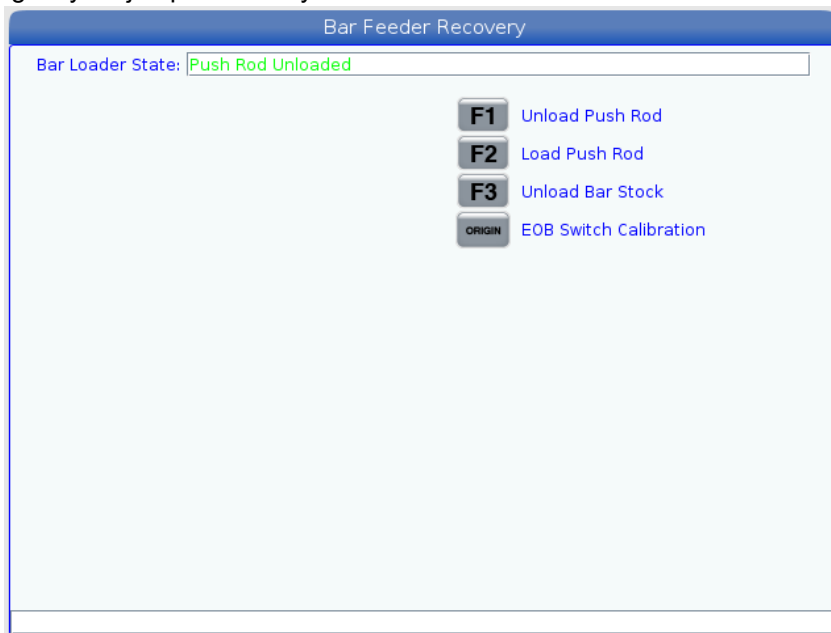 Bar Feeder Recovery
Bar Loader State: Push Rod Unloaded
F1 Unload Push Rod
F2 Load Push Rod
F3 Unload Bar Stock
ORIGIN EOB Switch Calibration